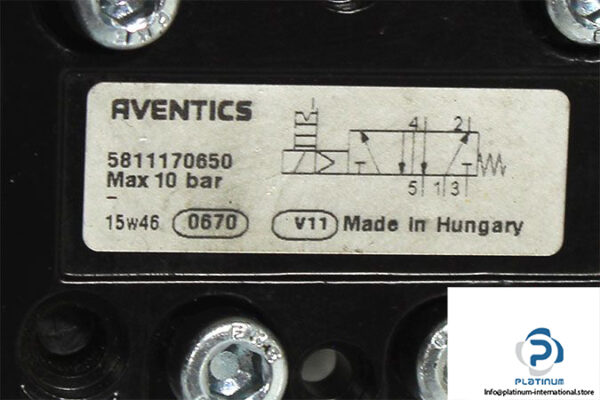 AVENTICS
5811170650
Max 10 bar
-
15w46 0670 V11 Made in Hungary
4 2
5 1 3
PLATINUM
Info@platinum-international.store